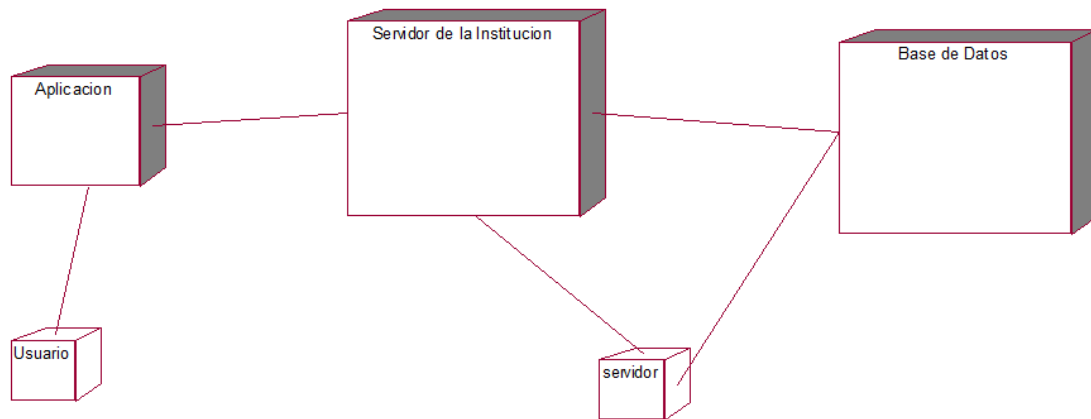 Servidor de la Institucion
Base de Datos
Aplicacion
Usuario
servidor